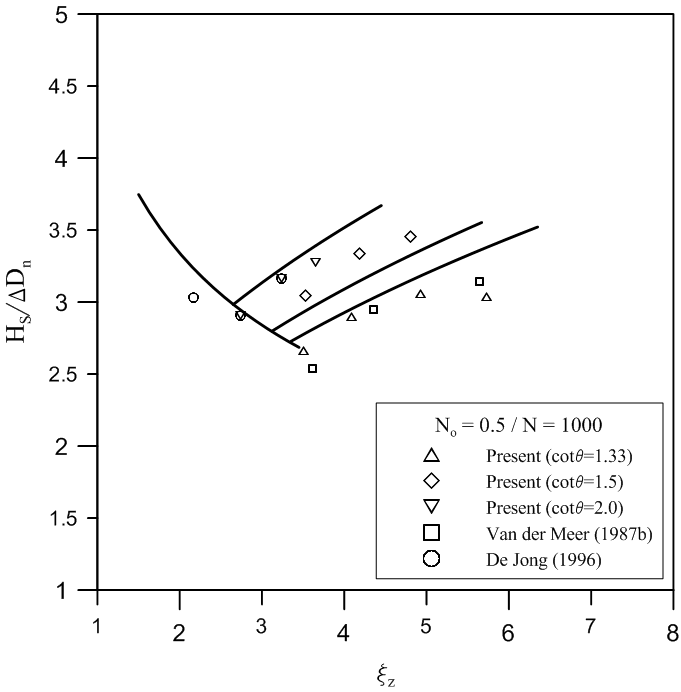 5
4.5
4
3.5
3
2.5
2
1.5
1
H_S/ΔD_n
N_o = 0.5 / N = 1000
Present (cotθ=1.33)
Present (cotθ=1.5)
Present (cotθ=2.0)
Van der Meer (1987b)
De Jong (1996)
1 2 3 4 5 6 7 8
ξ_z